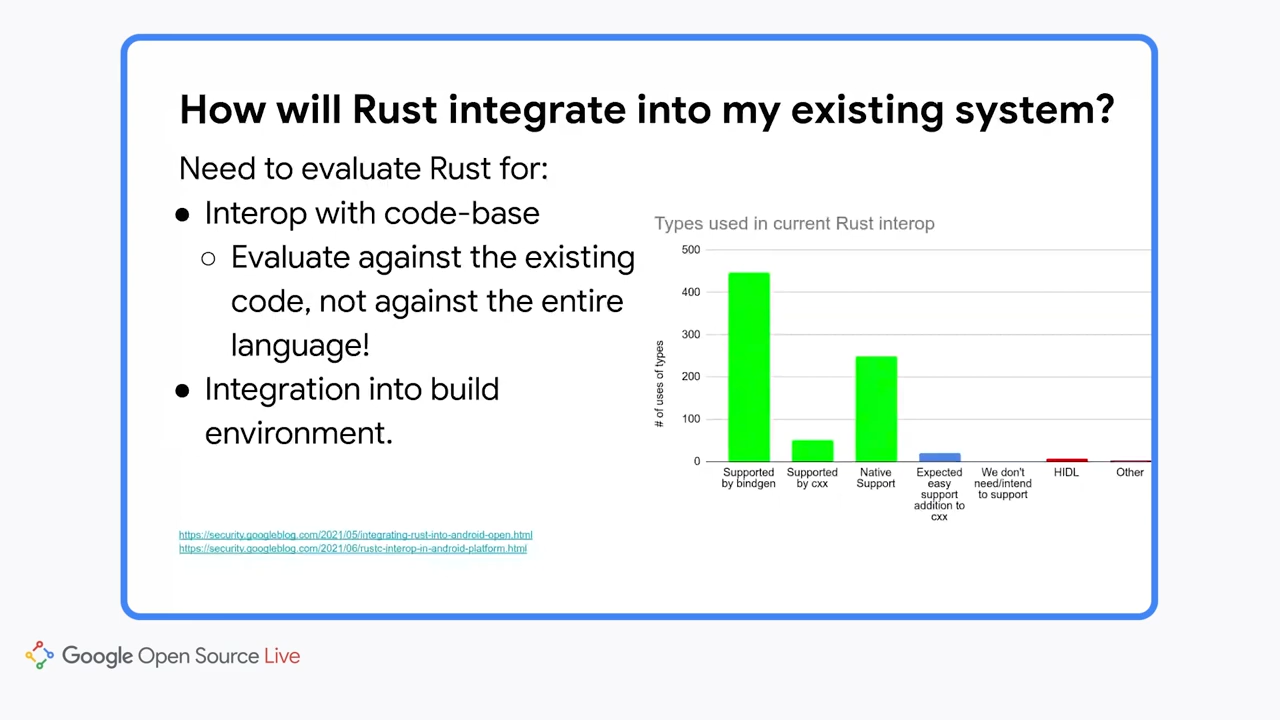 How will Rust integrate into my existing system?
Need to evaluate Rust for:
● Interop with code-base
○ Evaluate against the existing
code, not against the entire
language!
● Integration into build
environment.
https://security.googleblog.com/2021/05/integrating-rust-into-android-open.html
https://security.googleblog.com/2021/06/rustc-interop-in-android-platform.html
Types used in current Rust interop
# of uses of types
500
400
300
200
100
0
Supported
by bindgen
Supported
by cxx
Native
Support
Expected
easy
support
addition to
cxx
We don't
need/intend
to support
HIDL
Other
Google Open Source Live